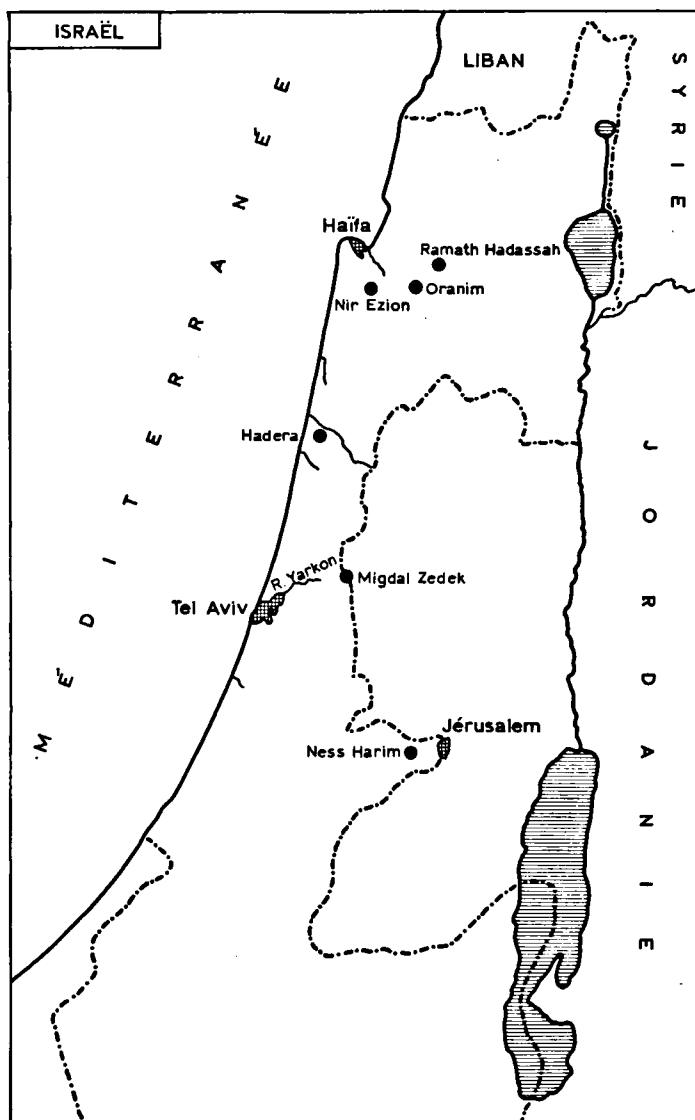 ISRAËL
LIBAN
SYRIE
MÉDITERRANÉE
Haïfa
Ramath Hadassah
Oranim
Nir Ezion
Hadera
JORDANIE
R. Yarkon
Migdal Zedek
Tel Aviv
Jérusalem
Ness Harim